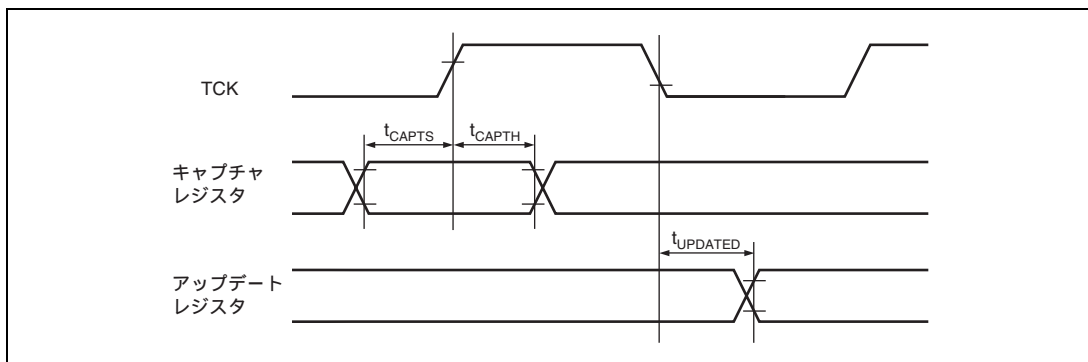 TCK
tCAPTS
tCAPTH
キャプチャ
レジスタ
tUPDATED
アップデート
レジスタ